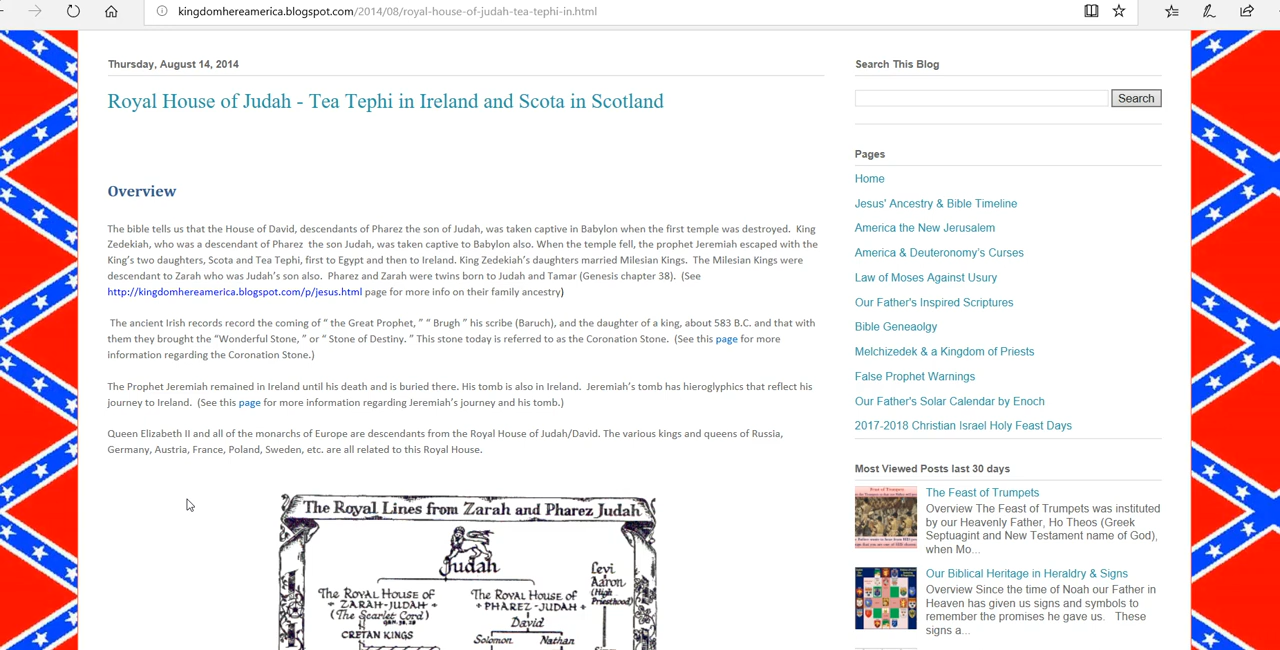 kingdomhereamerica.blogspot.com/2014/08/royal-house-of-judah-tea-tephi-in.html
Thursday, August 14, 2014
Royal House of Judah - Tea Tephi in Ireland and Scota in Scotland
Overview
The bible tells us that the House of David, descendants of Pharez the son of Judah, was taken captive in Babylon when the first temple was destroyed. King
Zedekiah, who was a descendant of Pharez the son Judah, was taken captive to Babylon also. When the temple fell, the prophet Jeremiah escaped with the
King's two daughters, Scota and Tea Tephi, first to Egypt and then to Ireland. King Zedekiah's daughters married Milesian Kings. The Milesian Kings were
descendant to Zarah who was Judah's son also. Pharez and Zarah were twins born to Judah and Tamar (Genesis chapter 38). (See
http://kingdomhereamerica.blogspot.com/p/jesus.html page for more info on their family ancestry)
The ancient Irish records record the coming of " the Great Prophet, " " Brugh " his scribe (Baruch), and the daughter of a king, about 583 B.C. and that with
them they brought the "Wonderful Stone, " or " Stone of Destiny. " This stone today is referred to as the Coronation Stone. (See this page for more
information regarding the Coronation Stone.)
The Prophet Jeremiah remained in Ireland until his death and is buried there. His tomb is also in Ireland. Jeremiah's tomb has hieroglyphics that reflect his
journey to Ireland. (See this page for more information regarding Jeremiah's journey and his tomb.)
Queen Elizabeth II and all of the monarchs of Europe are descendants from the Royal House of Judah/David. The various kings and queens of Russia,
Germany, Austria, France, Poland, Sweden, etc. are all related to this Royal House.
The Royal Lines from Zarah and Pharez Judah
Judah
The Royal House of
ZARAH-JUDAH
(The Scarlet Cord)
CRETAN KINGS
The Royal House of
PHAREZ-JUDAH
David
Solomon Nathan
Levi
Aaron
(High
Priesthood)
Search This Blog
Search
Pages
Home
Jesus' Ancestry & Bible Timeline
America the New Jerusalem
America & Deuteronomy's Curses
Law of Moses Against Usury
Our Father's Inspired Scriptures
Bible Geneaolgy
Melchizedek & a Kingdom of Priests
False Prophet Warnings
Our Father's Solar Calendar by Enoch
2017-2018 Christian Israel Holy Feast Days
Most Viewed Posts last 30 days
The Feast of Trumpets
Overview The Feast of Trumpets was instituted
by our Heavenly Father, Ho Theos (Greek
Septuagint and New Testament name of God),
when Mo...
Our Biblical Heritage in Heraldry & Signs
Overview Since the time of Noah our Father in
Heaven has given us signs and symbols to
remember the promises he gave us. These
signs a...